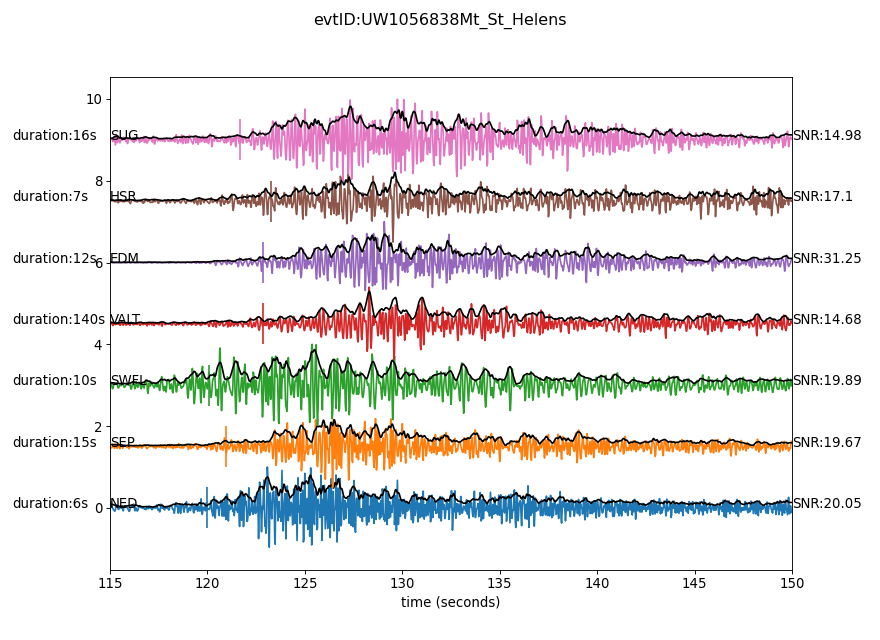 evtID:UW1056838Mt_St_Helens
10
duration:16s SUG SNR:14.98
8
duration:7s HSR SNR:17.1
duration:12s EDM SNR:31.25
6
duration:140s VALT SNR:14.68
4
duration:10s SWFL SNR:19.89
2
duration:15s SEP SNR:19.67
duration:6s NED SNR:20.05
0
115 120 125 130 135 140 145 150
time (seconds)